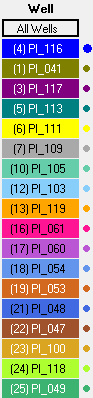 Well
All Wells
(4) PI_116
(1) PI_041
(3) PI_117
(5) PI_113
(6) PI_111
(7) PI_109
(10) PI_105
(12) PI_103
(13) PI_119
(16) PI_061
(17) PI_060
(18) PI_054
(19) PI_053
(21) PI_048
(22) PI_047
(23) PI_100
(24) PI_118
(25) PI_049